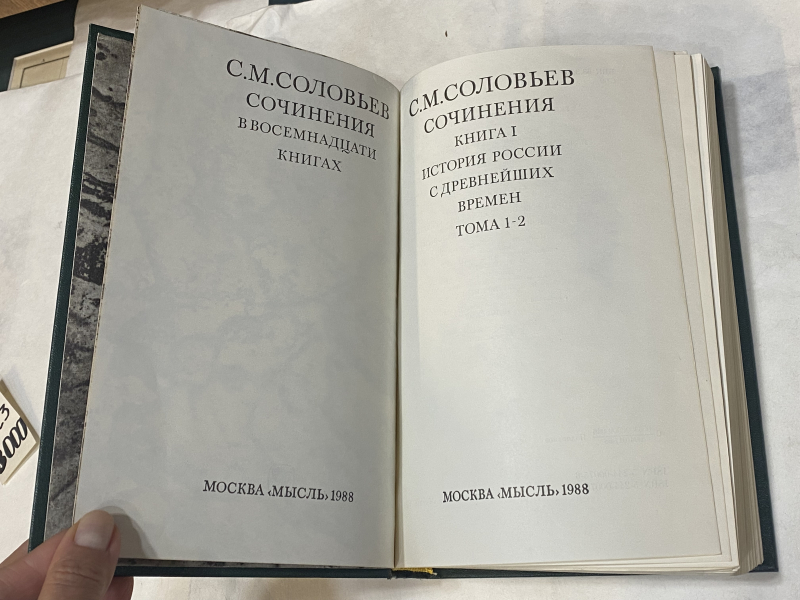 С.М.СОЛОВЬЕВ
СОЧИНЕНИЯ
В ВОСЕМНАДЦАТИ
КНИГАХ
МОСКВА ‹МЫСЛЬ› 1988
С.М.СОЛОВЬЕВ
СОЧИНЕНИЯ
КНИГА I
ИСТОРИЯ РОССИИ
С ДРЕВНЕЙШИХ
ВРЕМЕН
ТОМА 1-2
МОСКВА ‹МЫСЛЬ› 1988